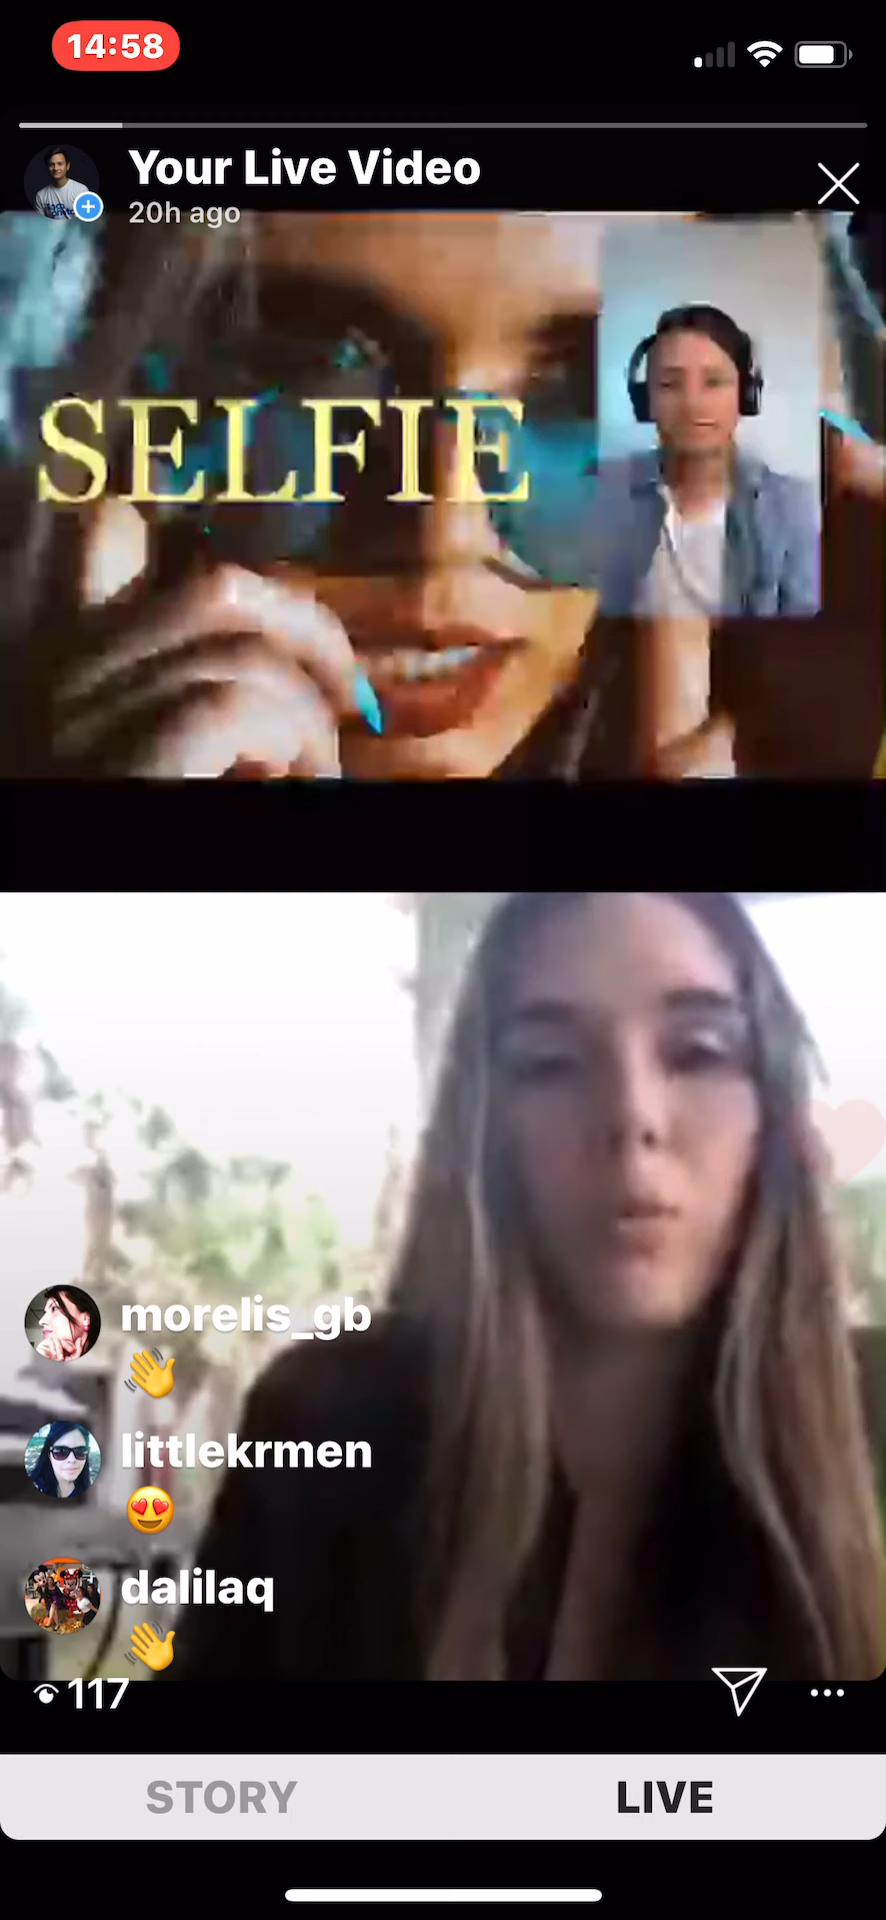 14:58
Your Live Video
20h ago
SELFIE
morelis_gb
littlekrmen
dalilaq
117
STORY
LIVE